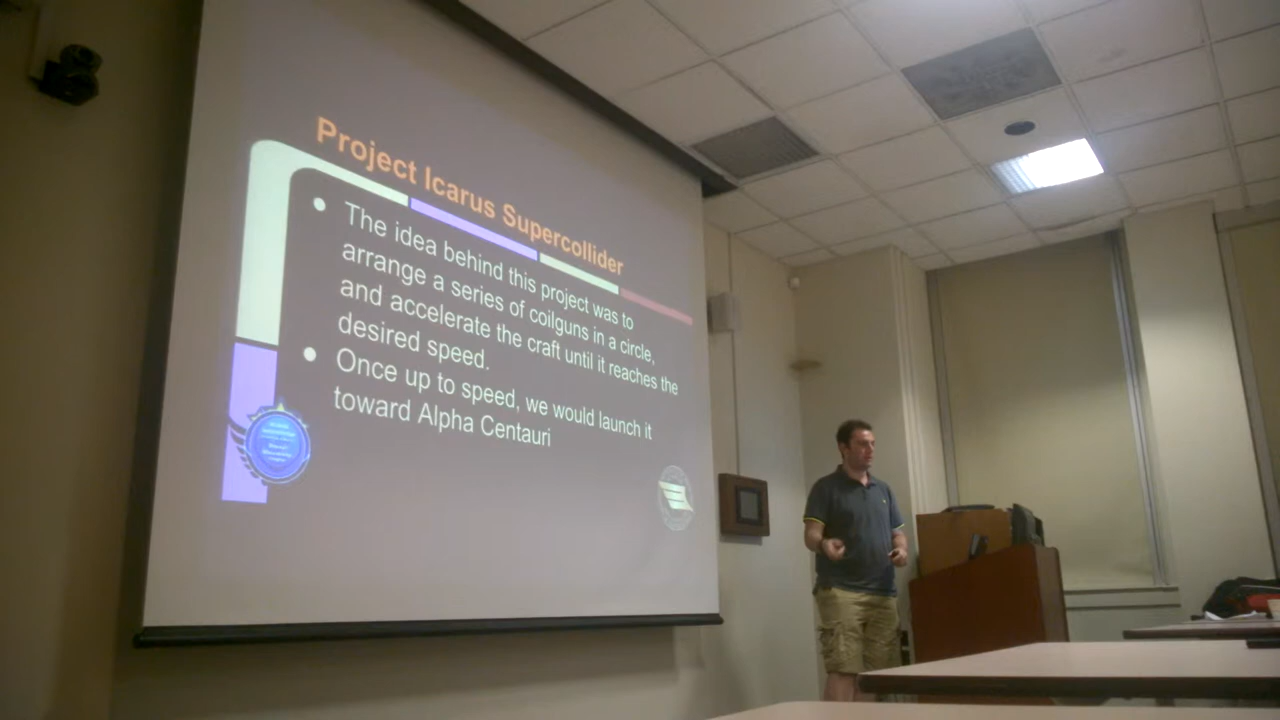 Project Icarus Supercollider
• The idea behind this project was to
arrange a series of coilguns in a circle,
and accelerate the craft until it reaches the
desired speed.
• Once up to speed, we would launch it
toward Alpha Centauri